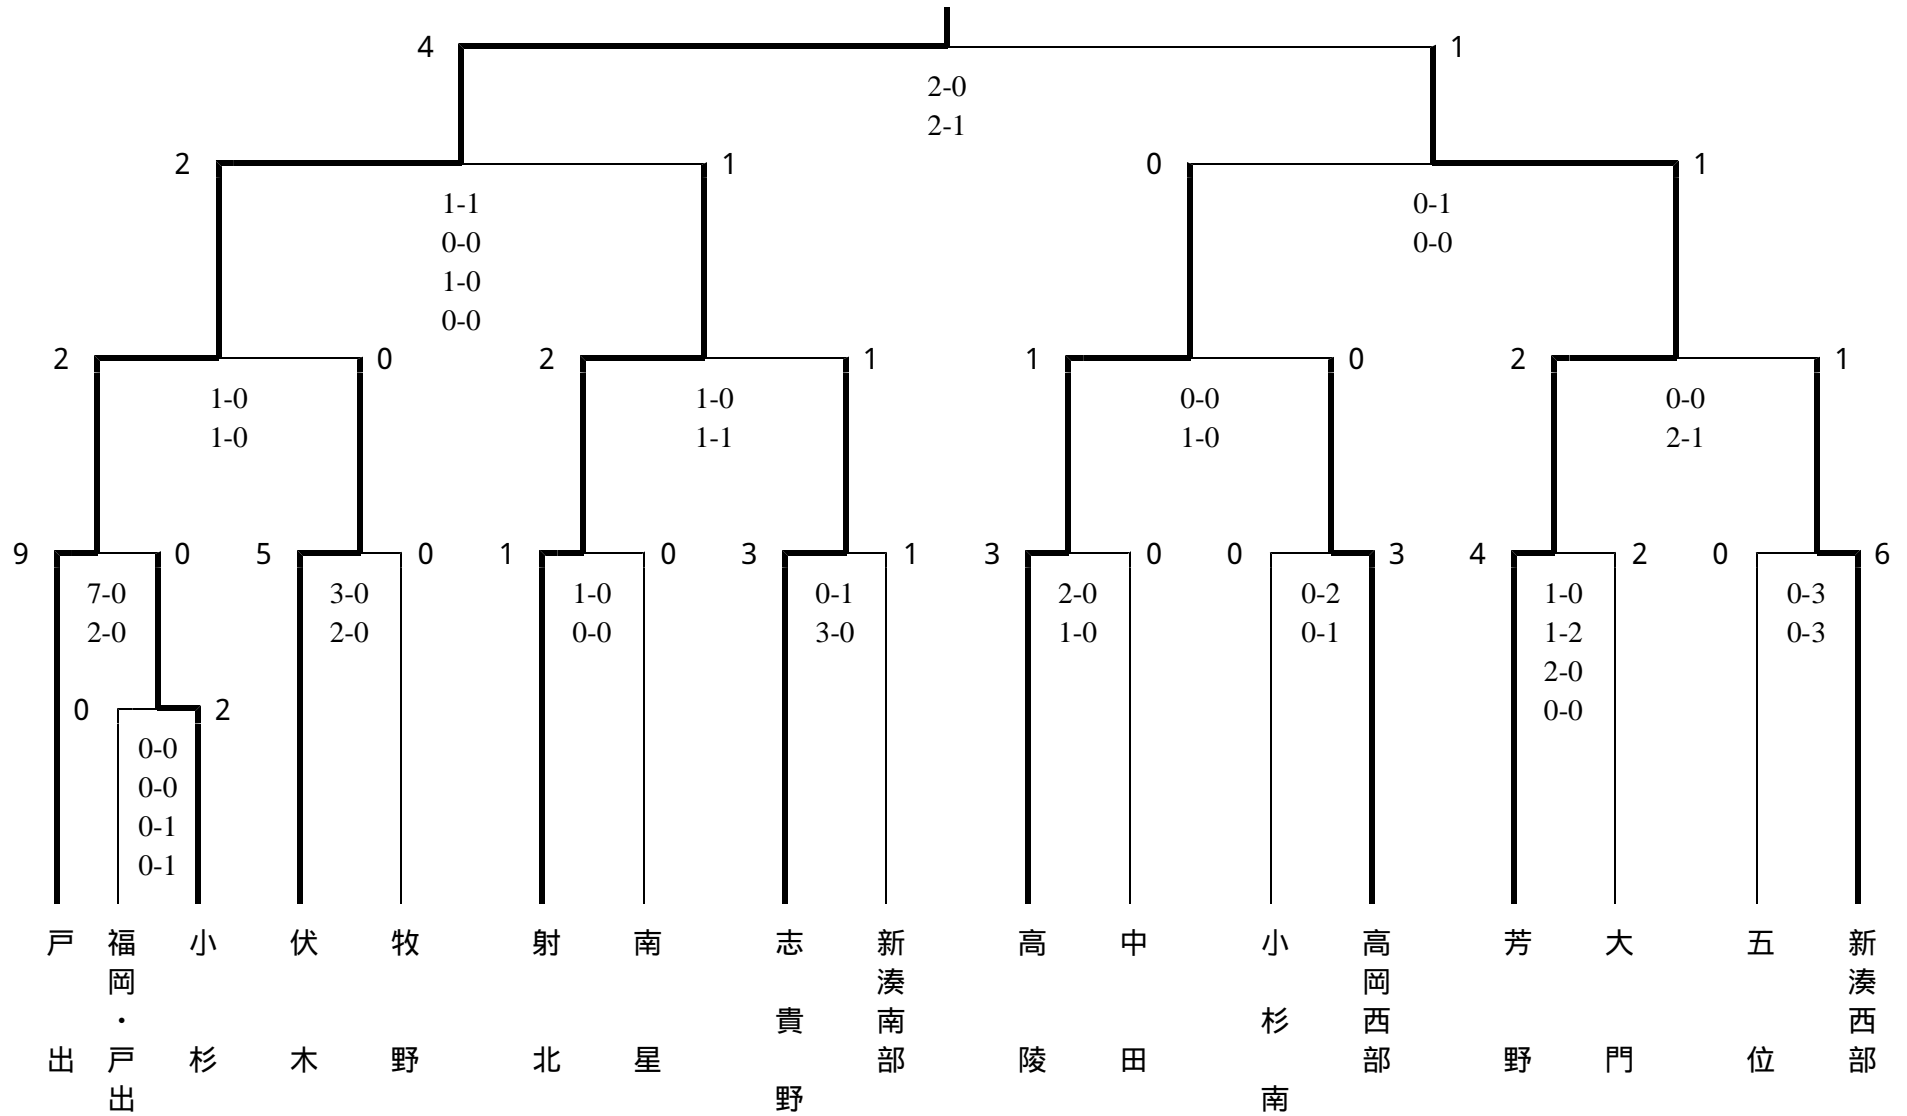 4 1
2-0
2-1
2 1 0 1
1-1 0-1
0-0 0-0
1-0
0-0
2 0 2 1 1 0 2 1
1-0 1-0 0-0 0-0
1-0 1-1 1-0 2-1
9 0 5 0 1 0 3 1 3 0 0 3 4 2 0 6
7-0 3-0 1-0 0-1 2-0 0-2 1-0 0-3
2-0 2-0 0-0 3-0 1-0 0-1 1-2 0-3
2-0
0 2 0-0
0-0
0-0
0-1
0-1
戸出
福岡・戸出
小杉
伏木
牧野
射北
南星
志貴野
新湊南部
高陵
中田
小杉南
高岡西部
芳野
大門
五位
新湊西部